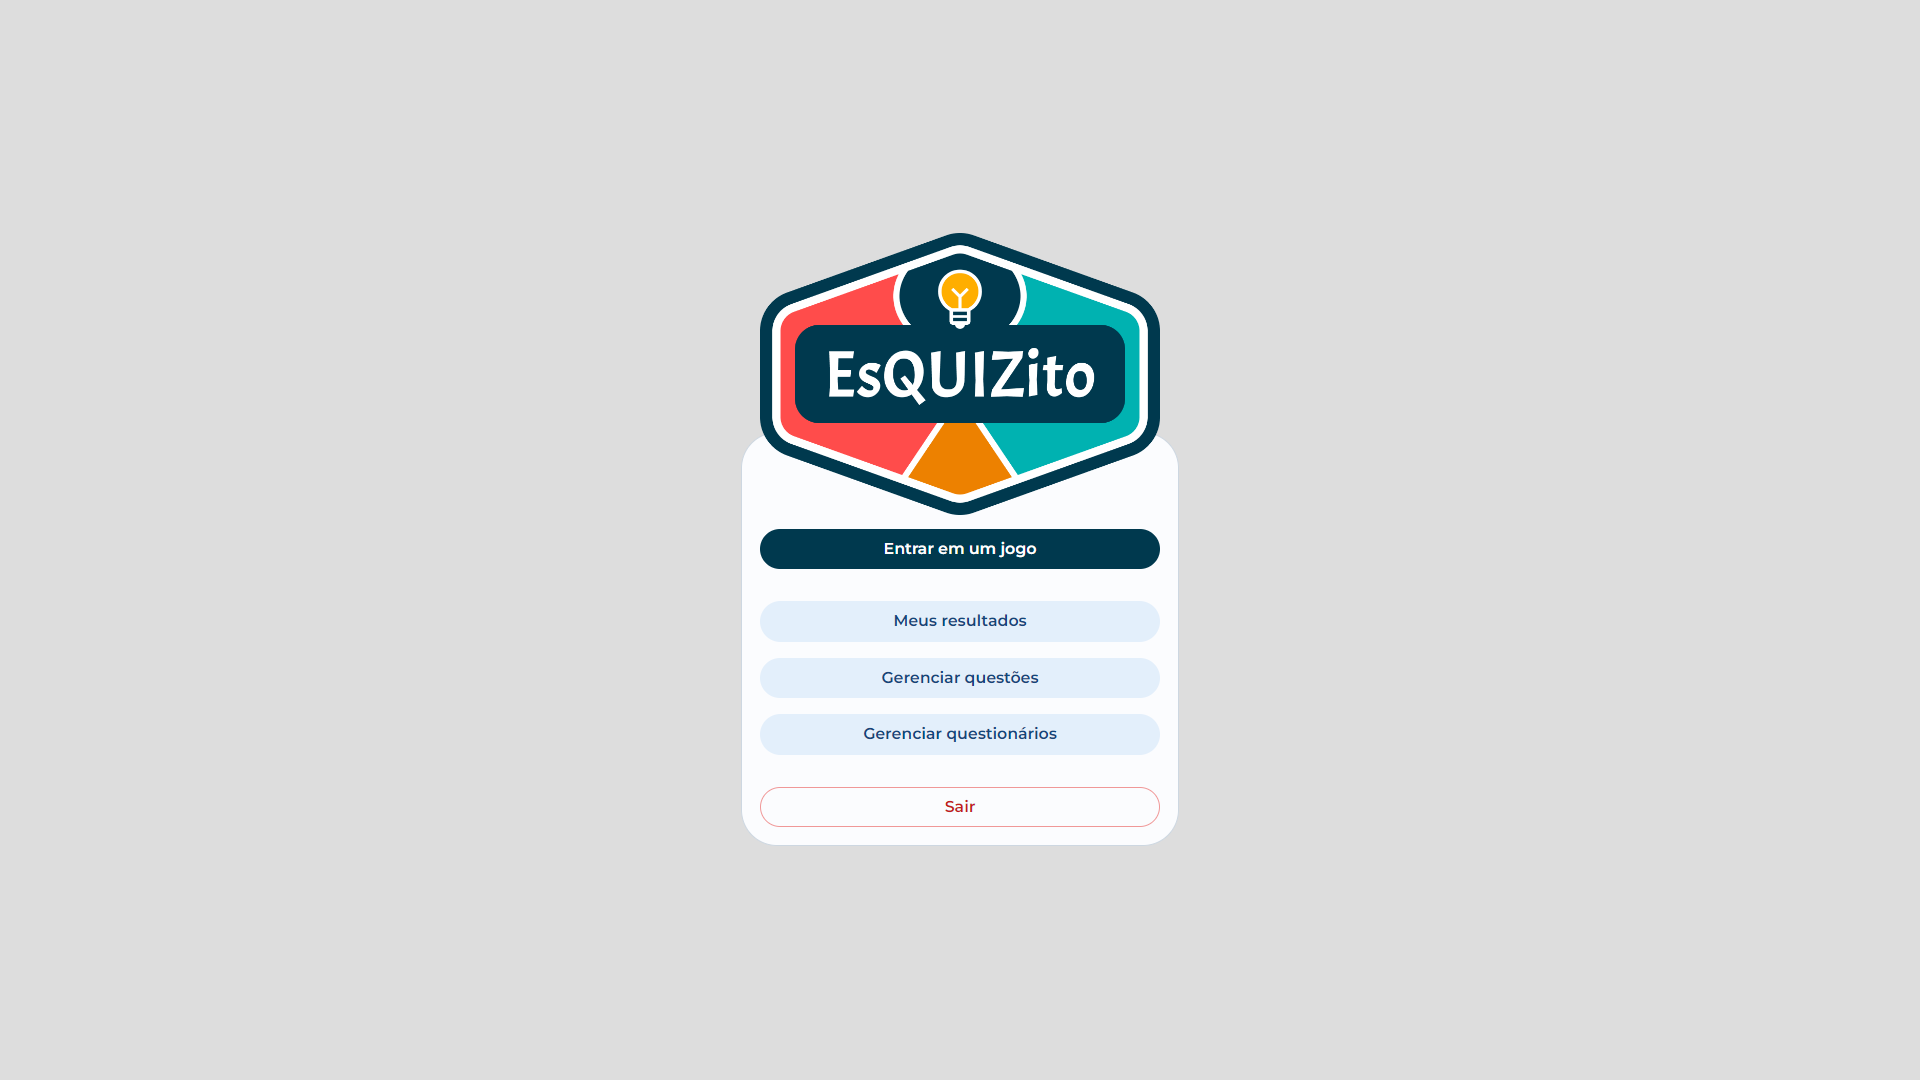 EsQUIZito
Entrar em um jogo
Meus resultados
Gerenciar questões
Gerenciar questionários
Sair